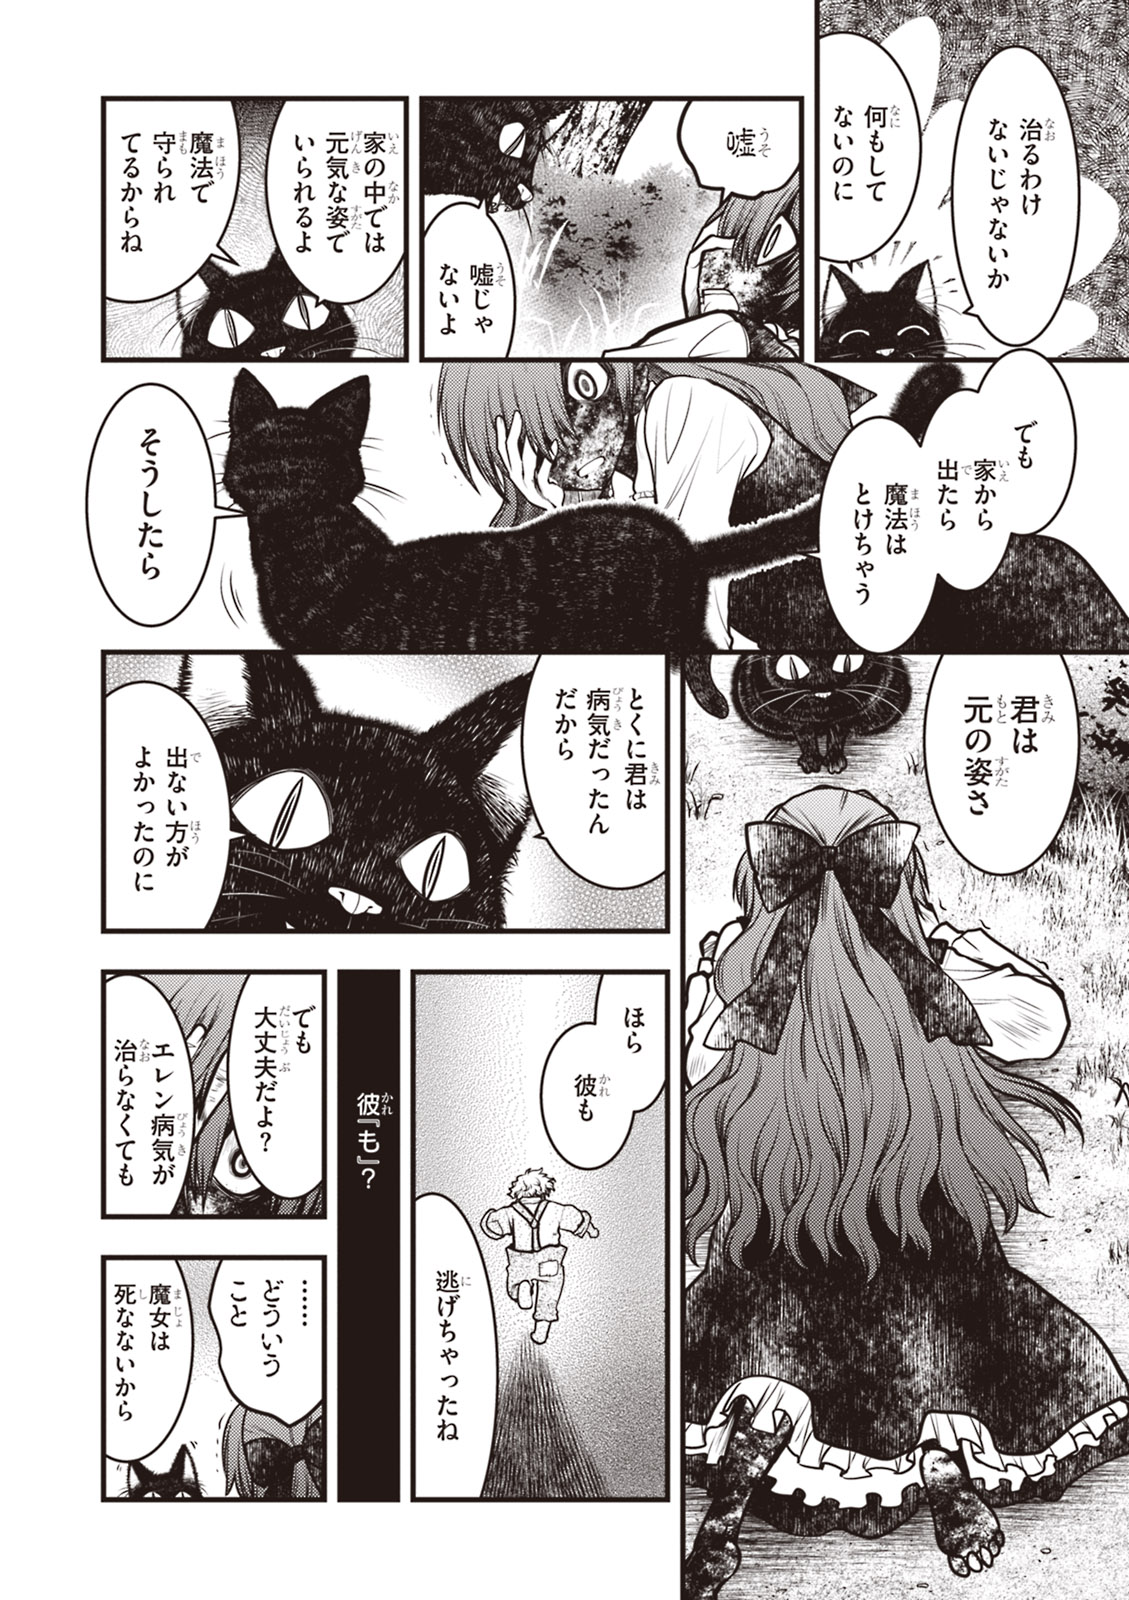 治るわけ
ないじゃないか
何もして
ないのに
嘘
嘘じゃ
ないよ
家の中では
元気な姿で
いられるよ
魔法で
守られ
てるからね
でも
家から
出たら
魔法は
とけちゃう
そうしたら
君は
元の姿さ
とくに君は
病気だったん
だから
出ない方が
よかったのに
ほら
彼も
逃げちゃったね
彼『も』？
でも
大丈夫だよ？
エレン病気が
治らなくても
……
どういう
こと
魔女は
死なないから